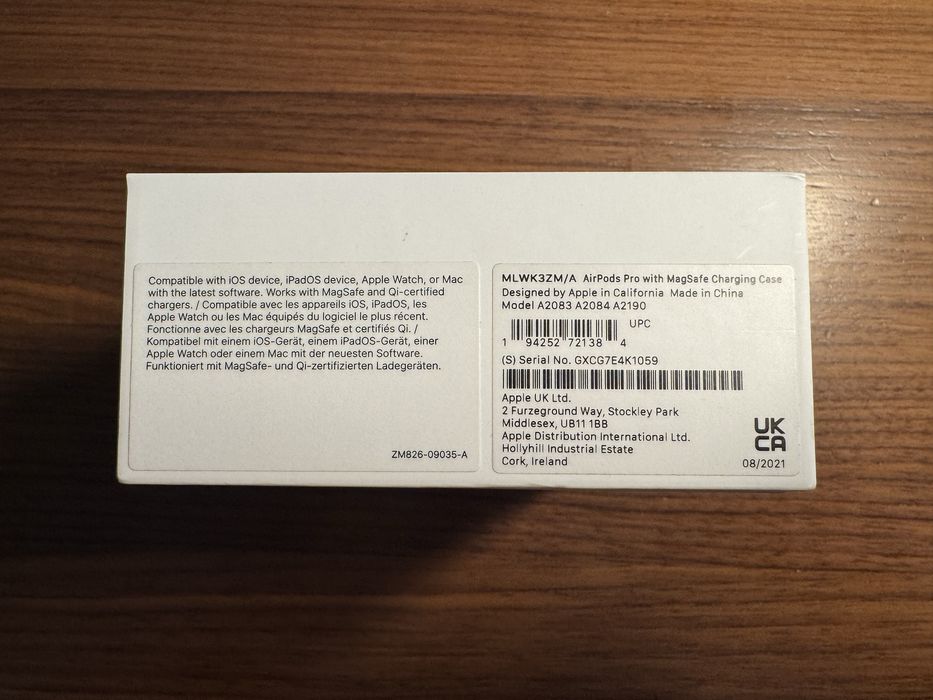 Compatible with iOS device, iPadOS device, Apple Watch, or Mac
with the latest software. Works with MagSafe and Qi-certified
chargers. / Compatible avec les appareils iOS, iPadOS, les
Apple Watch ou les Mac équipés du logiciel le plus récent.
Fonctionne avec les chargeurs MagSafe et certifiés Qi. /
Kompatibel mit einem iOS-Gerät, einem iPadOS-Gerät, einer
Apple Watch oder einem Mac mit der neuesten Software.
Funktioniert mit MagSafe- und Qi-zertifizierten Ladegeräten.
ZM826-09035-A
MLWK3ZM/A AirPods Pro with MagSafe Charging Case
Designed by Apple in California Made in China
Model A2083 A2084 A2190
UPC
1 94252 72138 4
(S) Serial No. GXCG7E4K1059
Apple UK Ltd.
2 Furzeground Way, Stockley Park
Middlesex, UB11 1BB
Apple Distribution International Ltd.
Hollyhill Industrial Estate
Cork, Ireland
UK
CA
08/2021